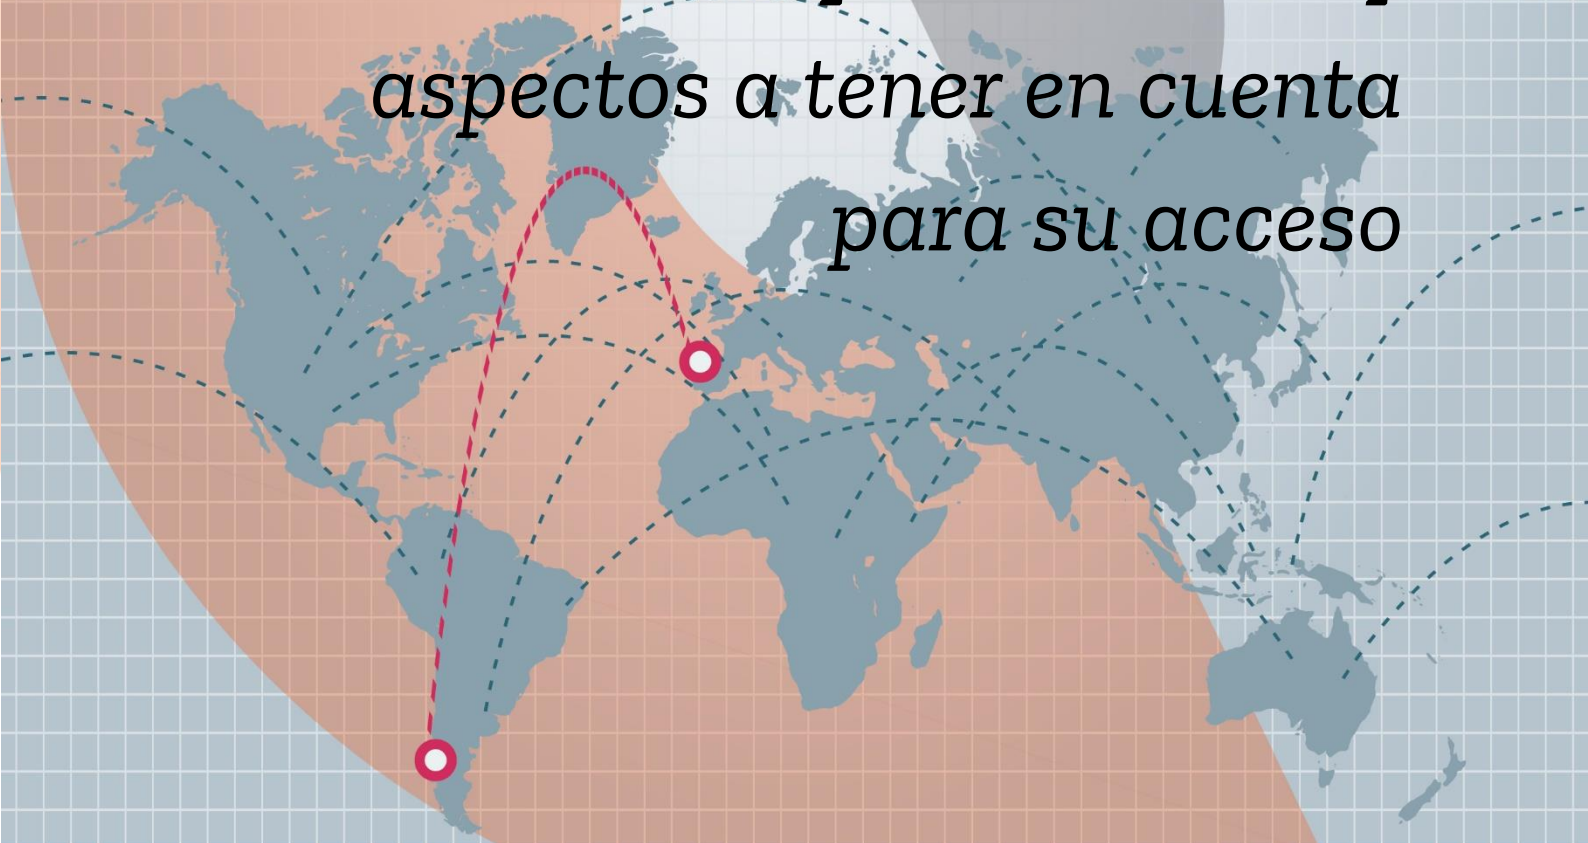 aspectos a tener en cuenta
para su acceso